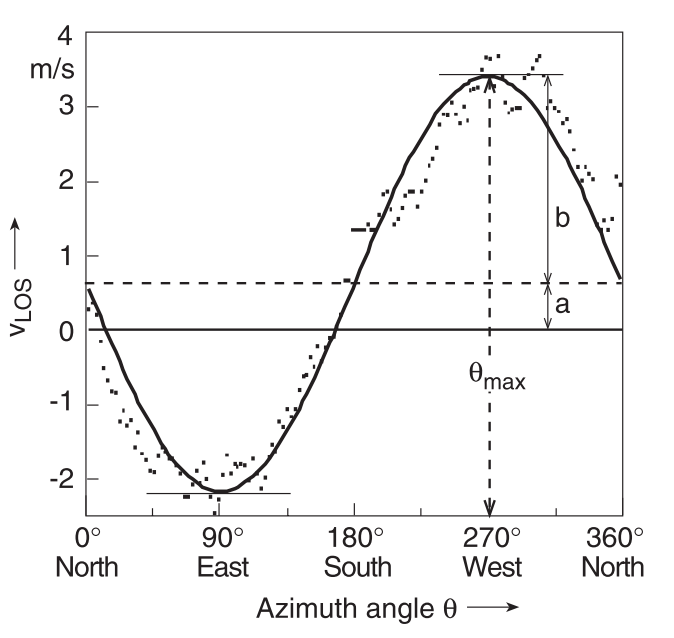 4
m/s
3
2
1
0
-1
-2
v LOS
b
a
θmax
0° 90° 180° 270° 360°
North East South West North
Azimuth angle θ